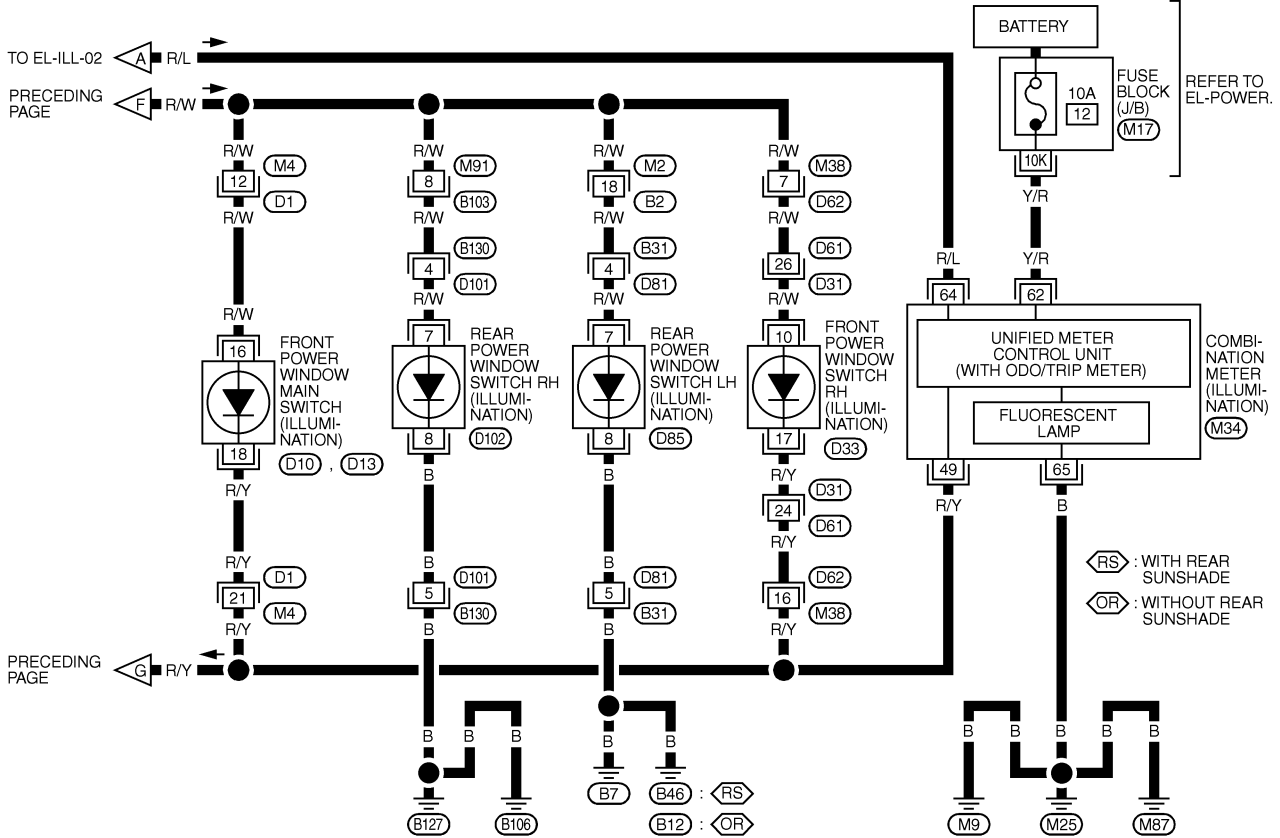 BATTERY
TO EL-ILL-02
A
R/L
PRECEDING
PAGE
F
R/W
FUSE
BLOCK
(J/B)
M17
10A
12
10K
REFER TO
EL-POWER.
R/W
R/W
R/W
R/W
12
M4
D1
8
M91
B103
18
M2
B2
7
M38
D62
Y/R
R/W
R/W
R/W
R/W
4
B130
D101
4
B31
D81
26
D61
D31
R/L
Y/R
R/W
R/W
R/W
R/W
64
62
16
FRONT
POWER
WINDOW
MAIN
SWITCH
(ILLUMI-
NATION)
D10 , D13
18
7
REAR
POWER
WINDOW
SWITCH RH
(ILLUMI-
NATION)
D102
8
7
REAR
POWER
WINDOW
SWITCH LH
(ILLUMI-
NATION)
D85
8
10
FRONT
POWER
WINDOW
SWITCH
RH
(ILLUMI-
NATION)
D33
17
UNIFIED METER
CONTROL UNIT
(WITH ODO/TRIP METER)
FLUORESCENT
LAMP
COMBI-
NATION
METER
(ILLUMI-
NATION)
M34
49
65
R/Y
B
B
R/Y
R/Y
B
24
D31
D61
R/Y
R/Y
B
B
21
D1
M4
5
D101
B130
5
D81
B31
16
D62
M38
R/Y
B
B
R/Y
RS : WITH REAR
SUNSHADE
OR : WITHOUT REAR
SUNSHADE
PRECEDING
PAGE
G
R/Y
B
B
B
B
B
B
B
B
B
B127
B106
B7
B46 : RS
B12 : OR
M9
M25
M87